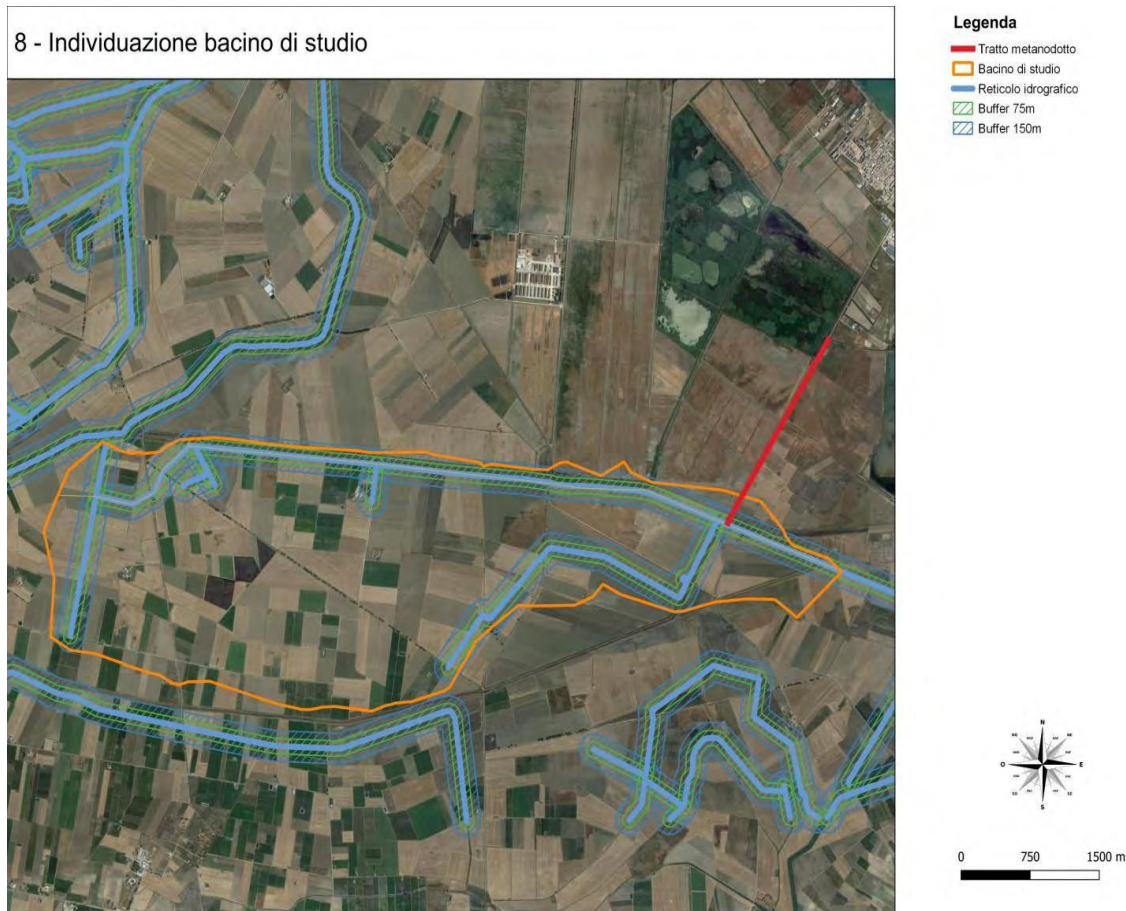 8 - Individuazione bacino di studio
Legenda
Tratto metanodotto
Bacino di studio
Reticolo idrografico
Buffer 75m
Buffer 150m
N
O
E
S
0 750 1500 m